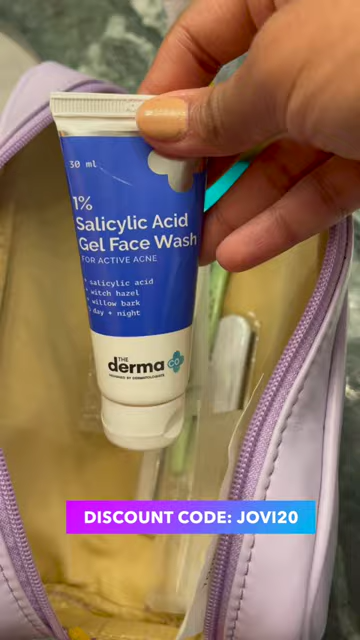 30 ml
1%
Salicylic Acid
Gel Face Wash
FOR ACTIVE ACNE
+ salicylic acid
+ witch hazel
+ willow bark
day + night
THE
derma co
DISCOUNT CODE: JOVI20